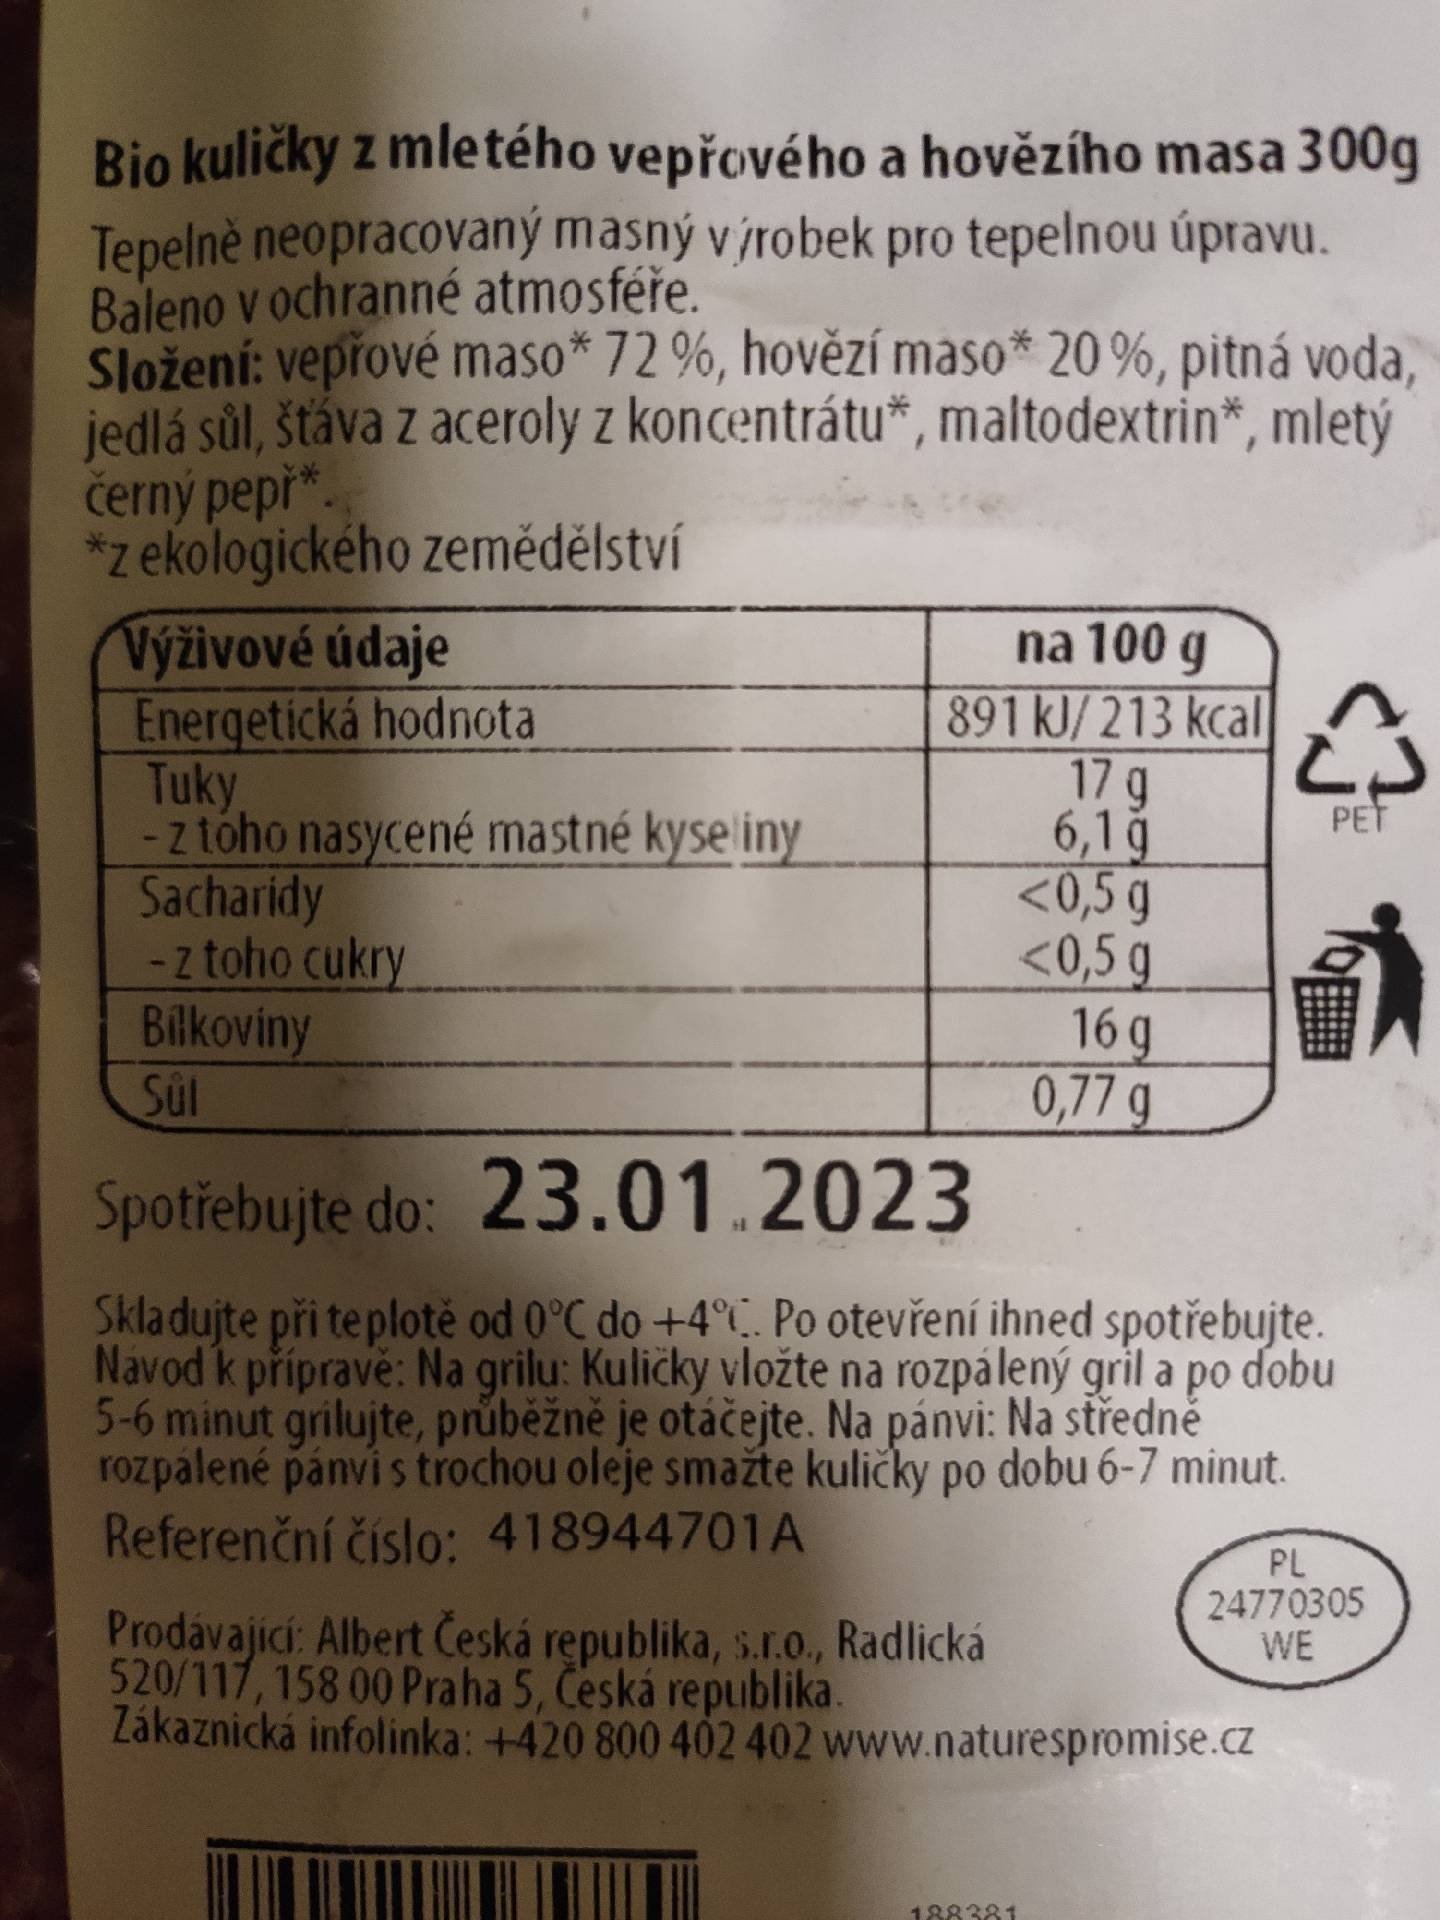 Bio kuličky z mletého vepřového a hovězího masa 300g
Tepelně neopracovaný masný výrobek pro tepelnou úpravu.
Baleno v ochranné atmosféře.
Složení: vepřové maso* 72 %, hovězí maso* 20 %, pitná voda,
jedlá sůl, šťáva z aceroly z koncentrátu*, maltodextrin*, mletý
černý pepř*.
*z ekologického zemědělství
Výživové údaje na 100 g
Energetická hodnota 891 kJ/ 213 kcal
Tuky 17 g
- z toho nasycené mastné kyseliny 6,1 g
Sacharidy <0,5 g
- z toho cukry <0,5 g
Bílkoviny 16 g
Sůl 0,77 g
PET
Spotřebujte do: 23.01.2023
Skladujte při teplotě od 0°C do +4°C. Po otevření ihned spotřebujte.
Návod k přípravě: Na grilu: Kuličky vložte na rozpálený gril a po dobu
5-6 minut grilujte, průběžně je otáčejte. Na pánvi: Na středně
rozpálené pánvi s trochou oleje smažte kuličky po dobu 6-7 minut.
Referenční číslo: 418944701A
PL
24770305
WE
Prodávající: Albert Česká republika, s.r.o., Radlická
520/117, 158 00 Praha 5, Česká republika.
Zákaznická infolinka: +420 800 402 402 www.naturespromise.cz
188381